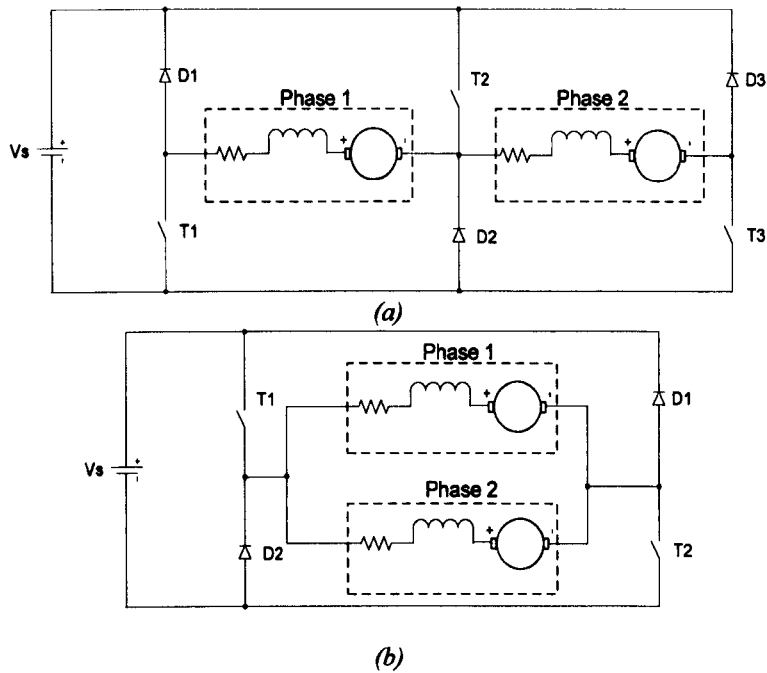 D1
T2
D3
Phase 1
Phase 2
Vs
+
-
+
-
+
-
T1
D2
T3
(a)
Phase 1
T1
+
-
D1
Vs
+
-
Phase 2
D2
+
-
T2
(b)